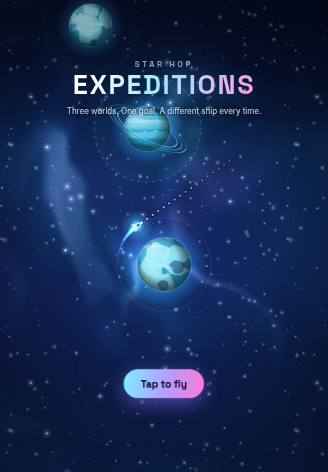 STAR HOP
EXPEDITIONS
Three worlds. One goal. A different ship every time.
Tap to fly